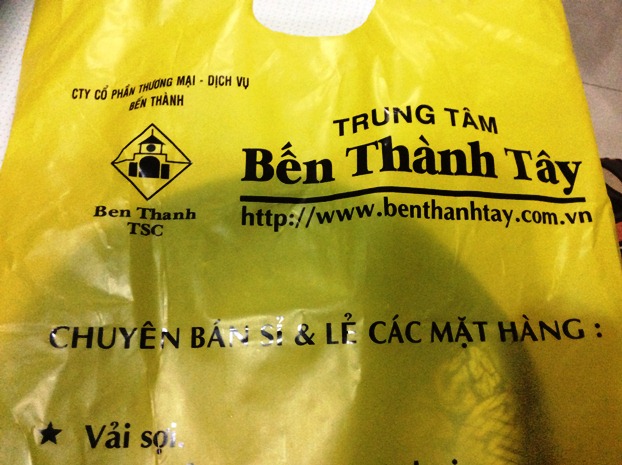 CTY CỔ PHẦN THƯƠNG MẠI - DỊCH VỤ
BẾN THÀNH
Ben Thanh
TSC
TRUNG TÂM
Bến Thành Tây
http://www.benthanhtay.com.vn
CHUYÊN BÁN SỈ & LẺ CÁC MẶT HÀNG :
★ Vải sợi.